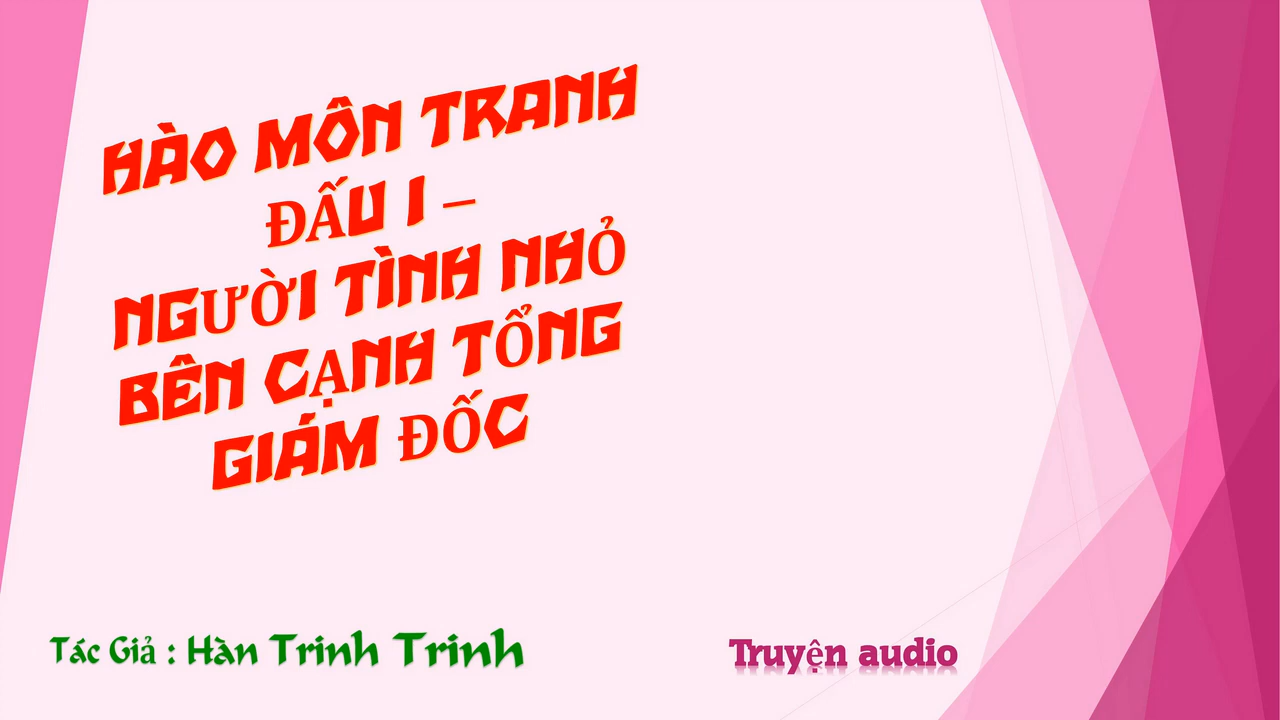 HÀO MÔN TRANH
ĐẤU I –
NGƯỜI TÌNH NHỎ
BÊN CẠNH TỔNG
GIÁM ĐỐC
Tác Giả : Hàn Trinh Trinh
Truyện audio